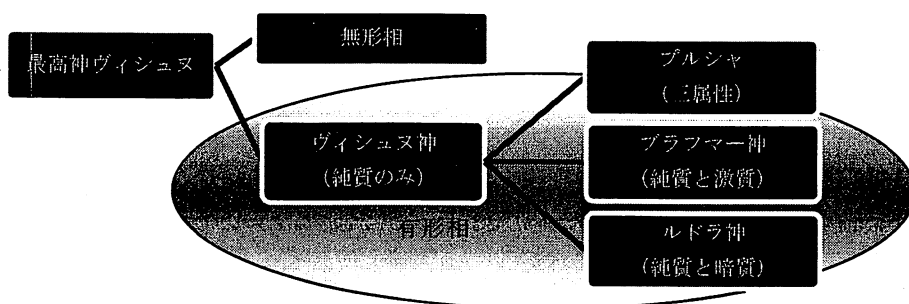 無形相
最高神ヴィシュヌ
プルシャ
(三属性)
ヴィシュヌ神
(純質のみ)
ブラフマー神
(純質と激質)
有形相
ルドラ神
(純質と暗質)